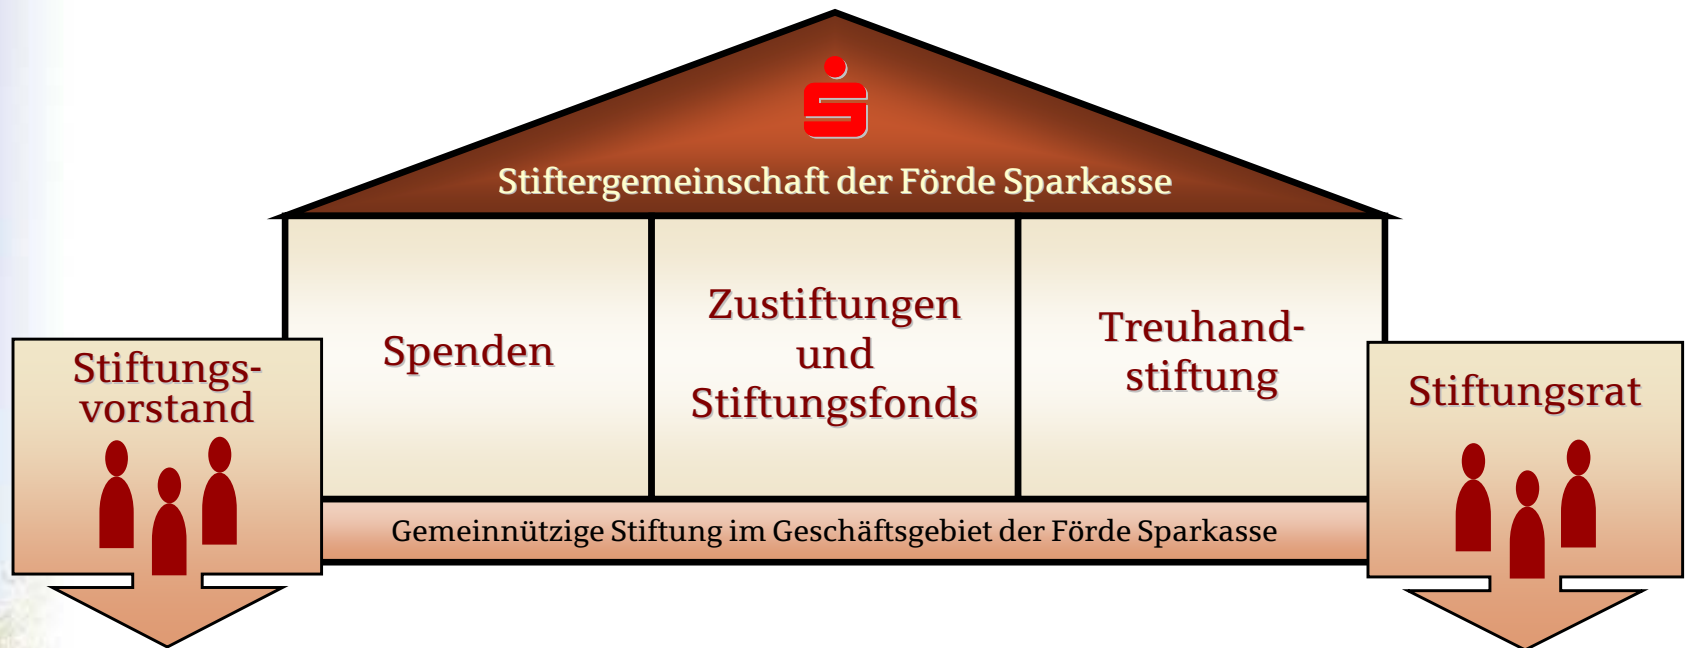 Stiftergemeinschaft der Förde Sparkasse
Spenden
Zustiftungen
und
Stiftungsfonds
Treuhand-
stiftung
Stiftungs-
vorstand
Stiftungsrat
Gemeinnützige Stiftung im Geschäftsgebiet der Förde Sparkasse